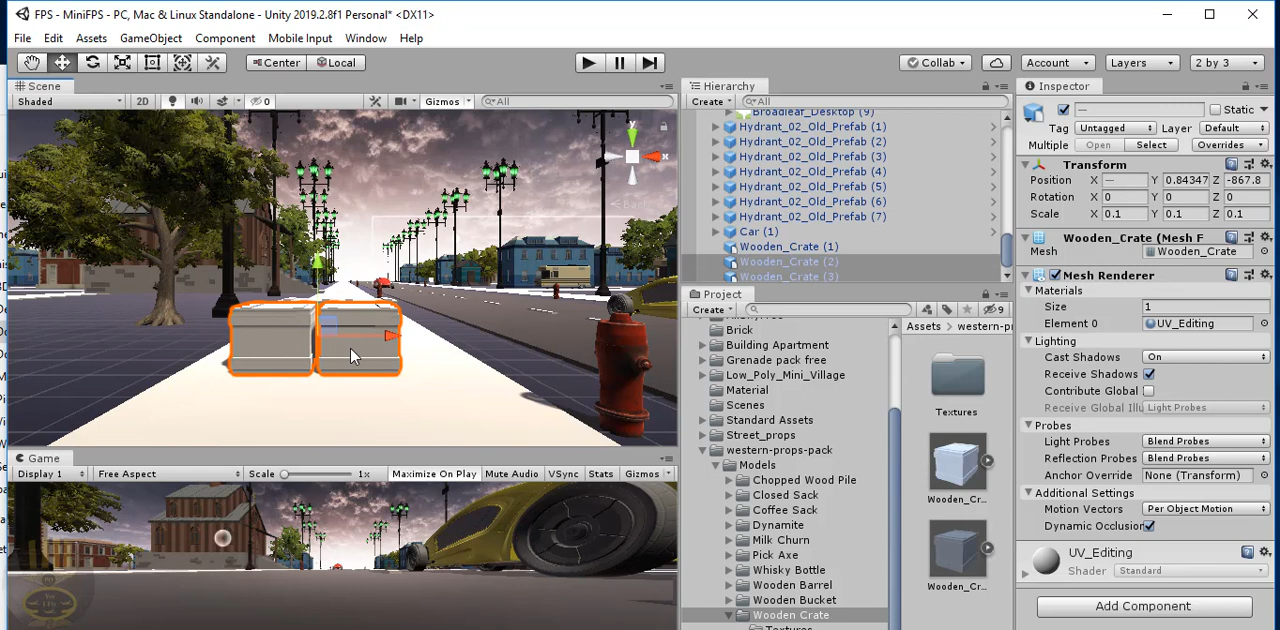 FPS - MiniFPS - PC, Mac & Linux Standalone - Unity 2019.2.8f1 Personal* <DX11>
File Edit Assets GameObject Component Mobile Input Window Help
Center Local Collab Account Layers 2 by 3
Scene
Shaded 2D 0 Gizmos All
y
x
Back
Game
Display 1 Free Aspect Scale 1x Maximize On Play Mute Audio VSync Stats Gizmos
Hierarchy
Create All
Broadleaf_Desktop (9)
Hydrant_02_Old_Prefab (1)
Hydrant_02_Old_Prefab (2)
Hydrant_02_Old_Prefab (3)
Hydrant_02_Old_Prefab (4)
Hydrant_02_Old_Prefab (5)
Hydrant_02_Old_Prefab (6)
Hydrant_02_Old_Prefab (7)
Car (1)
Wooden_Crate (1)
Wooden_Crate (2)
Wooden_Crate (3)
Project
Create 9
Brick
Building Apartment
Grenade pack free
Low_Poly_Mini_Village
Material
Scenes
Standard Assets
Street_props
western-props-pack
Models
Chopped Wood Pile
Closed Sack
Coffee Sack
Dynamite
Milk Churn
Pick Axe
Whisky Bottle
Wooden Barrel
Wooden Bucket
Wooden Crate
Textures
Assets western-pr
Textures
Wooden_Cr...
Wooden_Cr...
Inspector
— Static
Tag Untagged Layer Default
Multiple Open Select Overrides
Transform
Position X — Y 0.84347 Z -867.8
Rotation X 0 Y 0 Z 0
Scale X 0.1 Y 0.1 Z 0.1
Wooden_Crate (Mesh F
Mesh Wooden_Crate
Mesh Renderer
Materials
Size 1
Element 0 UV_Editing
Lighting
Cast Shadows On
Receive Shadows
Contribute Global
Receive Global Illu Light Probes
Probes
Light Probes Blend Probes
Reflection Probes Blend Probes
Anchor Override None (Transform)
Additional Settings
Motion Vectors Per Object Motion
Dynamic Occlusion
UV_Editing
Shader Standard
Add Component